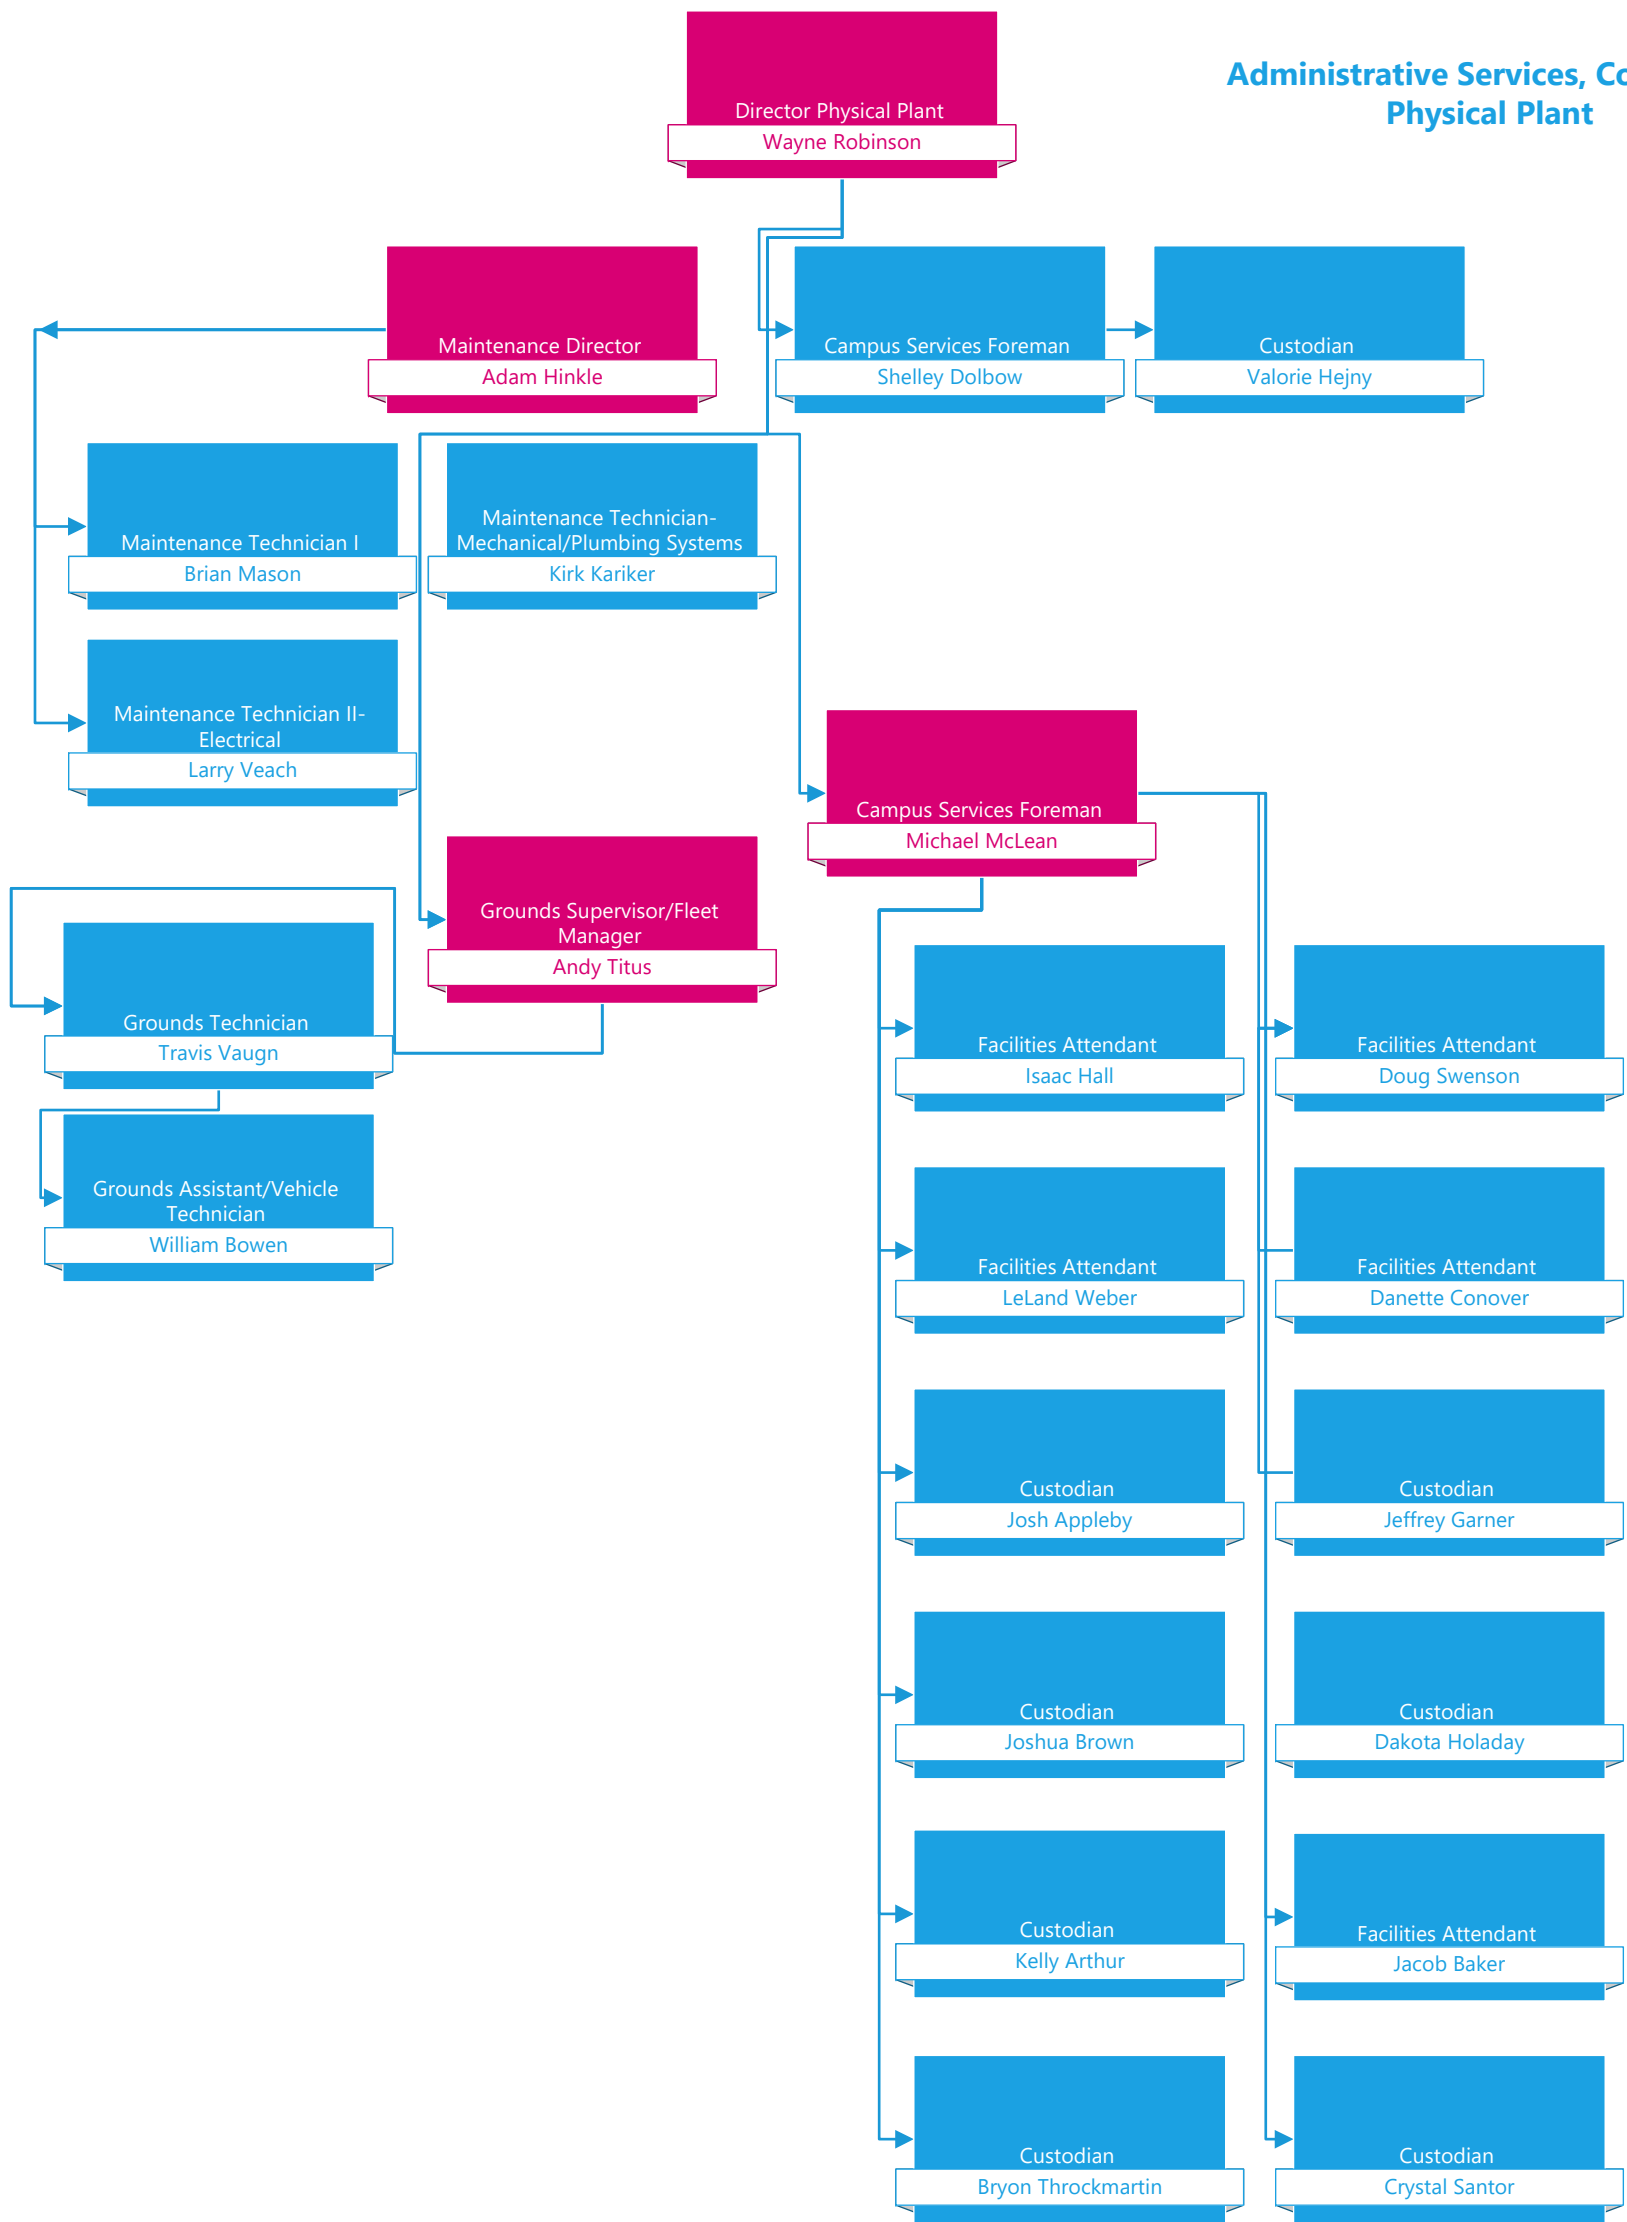 Administrative Services, Co
Physical Plant
Director Physical Plant
Wayne Robinson
Maintenance Director
Adam Hinkle
Campus Services Foreman
Shelley Dolbow
Custodian
Valorie Hejny
Maintenance Technician I
Brian Mason
Maintenance Technician-
Mechanical/Plumbing Systems
Kirk Kariker
Maintenance Technician II-
Electrical
Larry Veach
Campus Services Foreman
Michael McLean
Grounds Supervisor/Fleet
Manager
Andy Titus
Grounds Technician
Travis Vaugn
Grounds Assistant/Vehicle
Technician
William Bowen
Facilities Attendant
Isaac Hall
Facilities Attendant
Doug Swenson
Facilities Attendant
LeLand Weber
Facilities Attendant
Danette Conover
Custodian
Josh Appleby
Custodian
Jeffrey Garner
Custodian
Joshua Brown
Custodian
Dakota Holaday
Custodian
Kelly Arthur
Facilities Attendant
Jacob Baker
Custodian
Bryon Throckmartin
Custodian
Crystal Santor